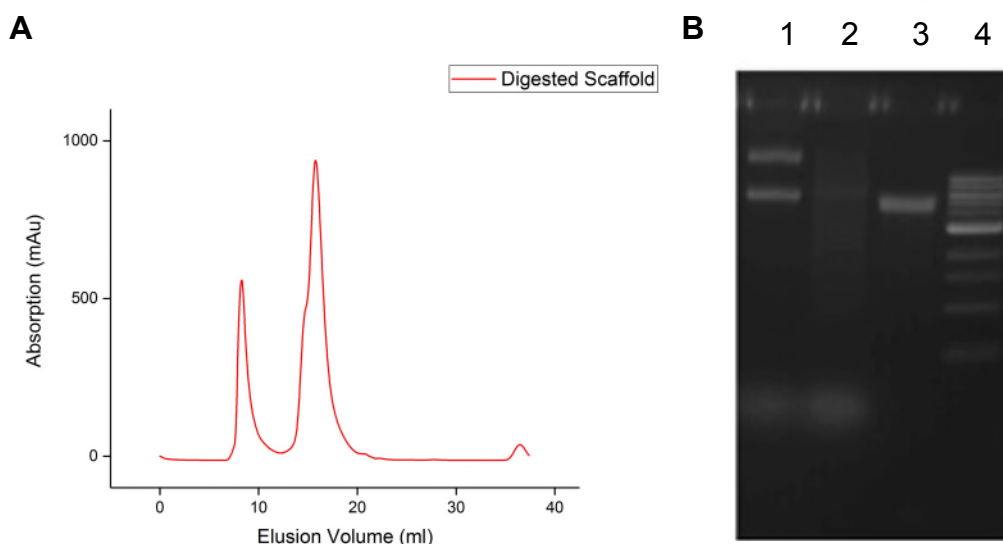 A
Digested Scaffold
1000
500
0
Absorption (mAu)
0 10 20 30 40
Elusion Volume (ml)
B
1 2 3 4